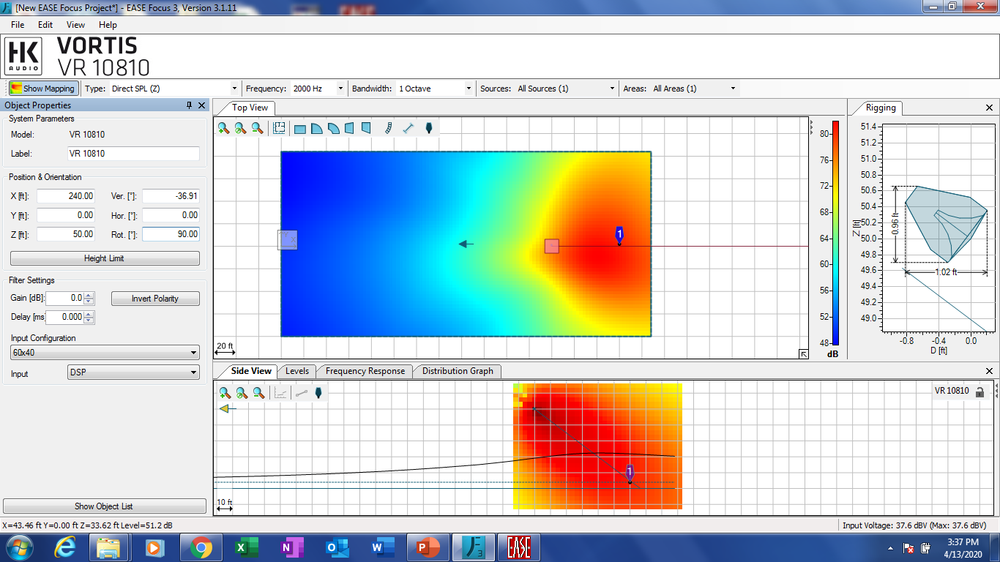 [New EASE Focus Project*] - EASE Focus 3, Version 3.1.11
File Edit View Help
HK AUDIO
VORTIS
VR 10810
Show Mapping Type: Direct SPL (Z) Frequency: 2000 Hz Bandwidth: 1 Octave Sources: All Sources (1) Areas: All Areas (1)
Object Properties
System Parameters
Model: VR 10810
Label: VR 10810
Position & Orientation
X [ft]: 240.00 Ver. [°]: -36.91
Y [ft]: 0.00 Hor. [°]: 0.00
Z [ft]: 50.00 Rot. [°]: 90.00
Height Limit
Filter Settings
Gain [dB]: 0.0 Invert Polarity
Delay [ms 0.000
Input Configuration
60x40
Input DSP
Show Object List
Top View
X
1
20 ft
80
76
72
68
64
60
56
52
48
dB
Rigging
51.4
51.2
51.0
50.8
50.6
50.4
50.2
50.0
49.8
49.6
49.4
49.2
49.0
Z [ft]
0.96 ft
1.02 ft
-0.8 -0.4 0.0
D [ft]
Side View Levels Frequency Response Distribution Graph
VR 10810
1
10 ft
X=43.46 ft Y=0.00 ft Z=33.62 ft Level=51.2 dB
Input Voltage: 37.6 dBV (Max: 37.6 dBV)
EASE
3:37 PM
4/13/2020